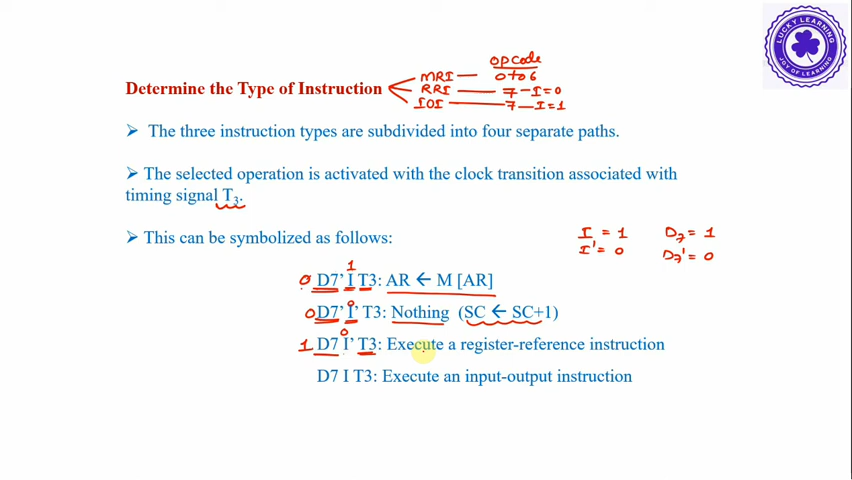 LUCKY LEARNING
JOY OF LEARNING
opcode
MRI — 0 to 6
Determine the Type of Instruction
RRI — 7 — I=0
IOI — 7 — I=1
➢ The three instruction types are subdivided into four separate paths.
➢ The selected operation is activated with the clock transition associated with
timing signal T3.
➢ This can be symbolized as follows:
I = 1 D7 = 1
I' = 0 D7' = 0
1
0 D7' I T3: AR ← M [AR]
0
0 D7' I' T3: Nothing (SC ← SC+1)
0
1 D7 I' T3: Execute a register-reference instruction
D7 I T3: Execute an input-output instruction